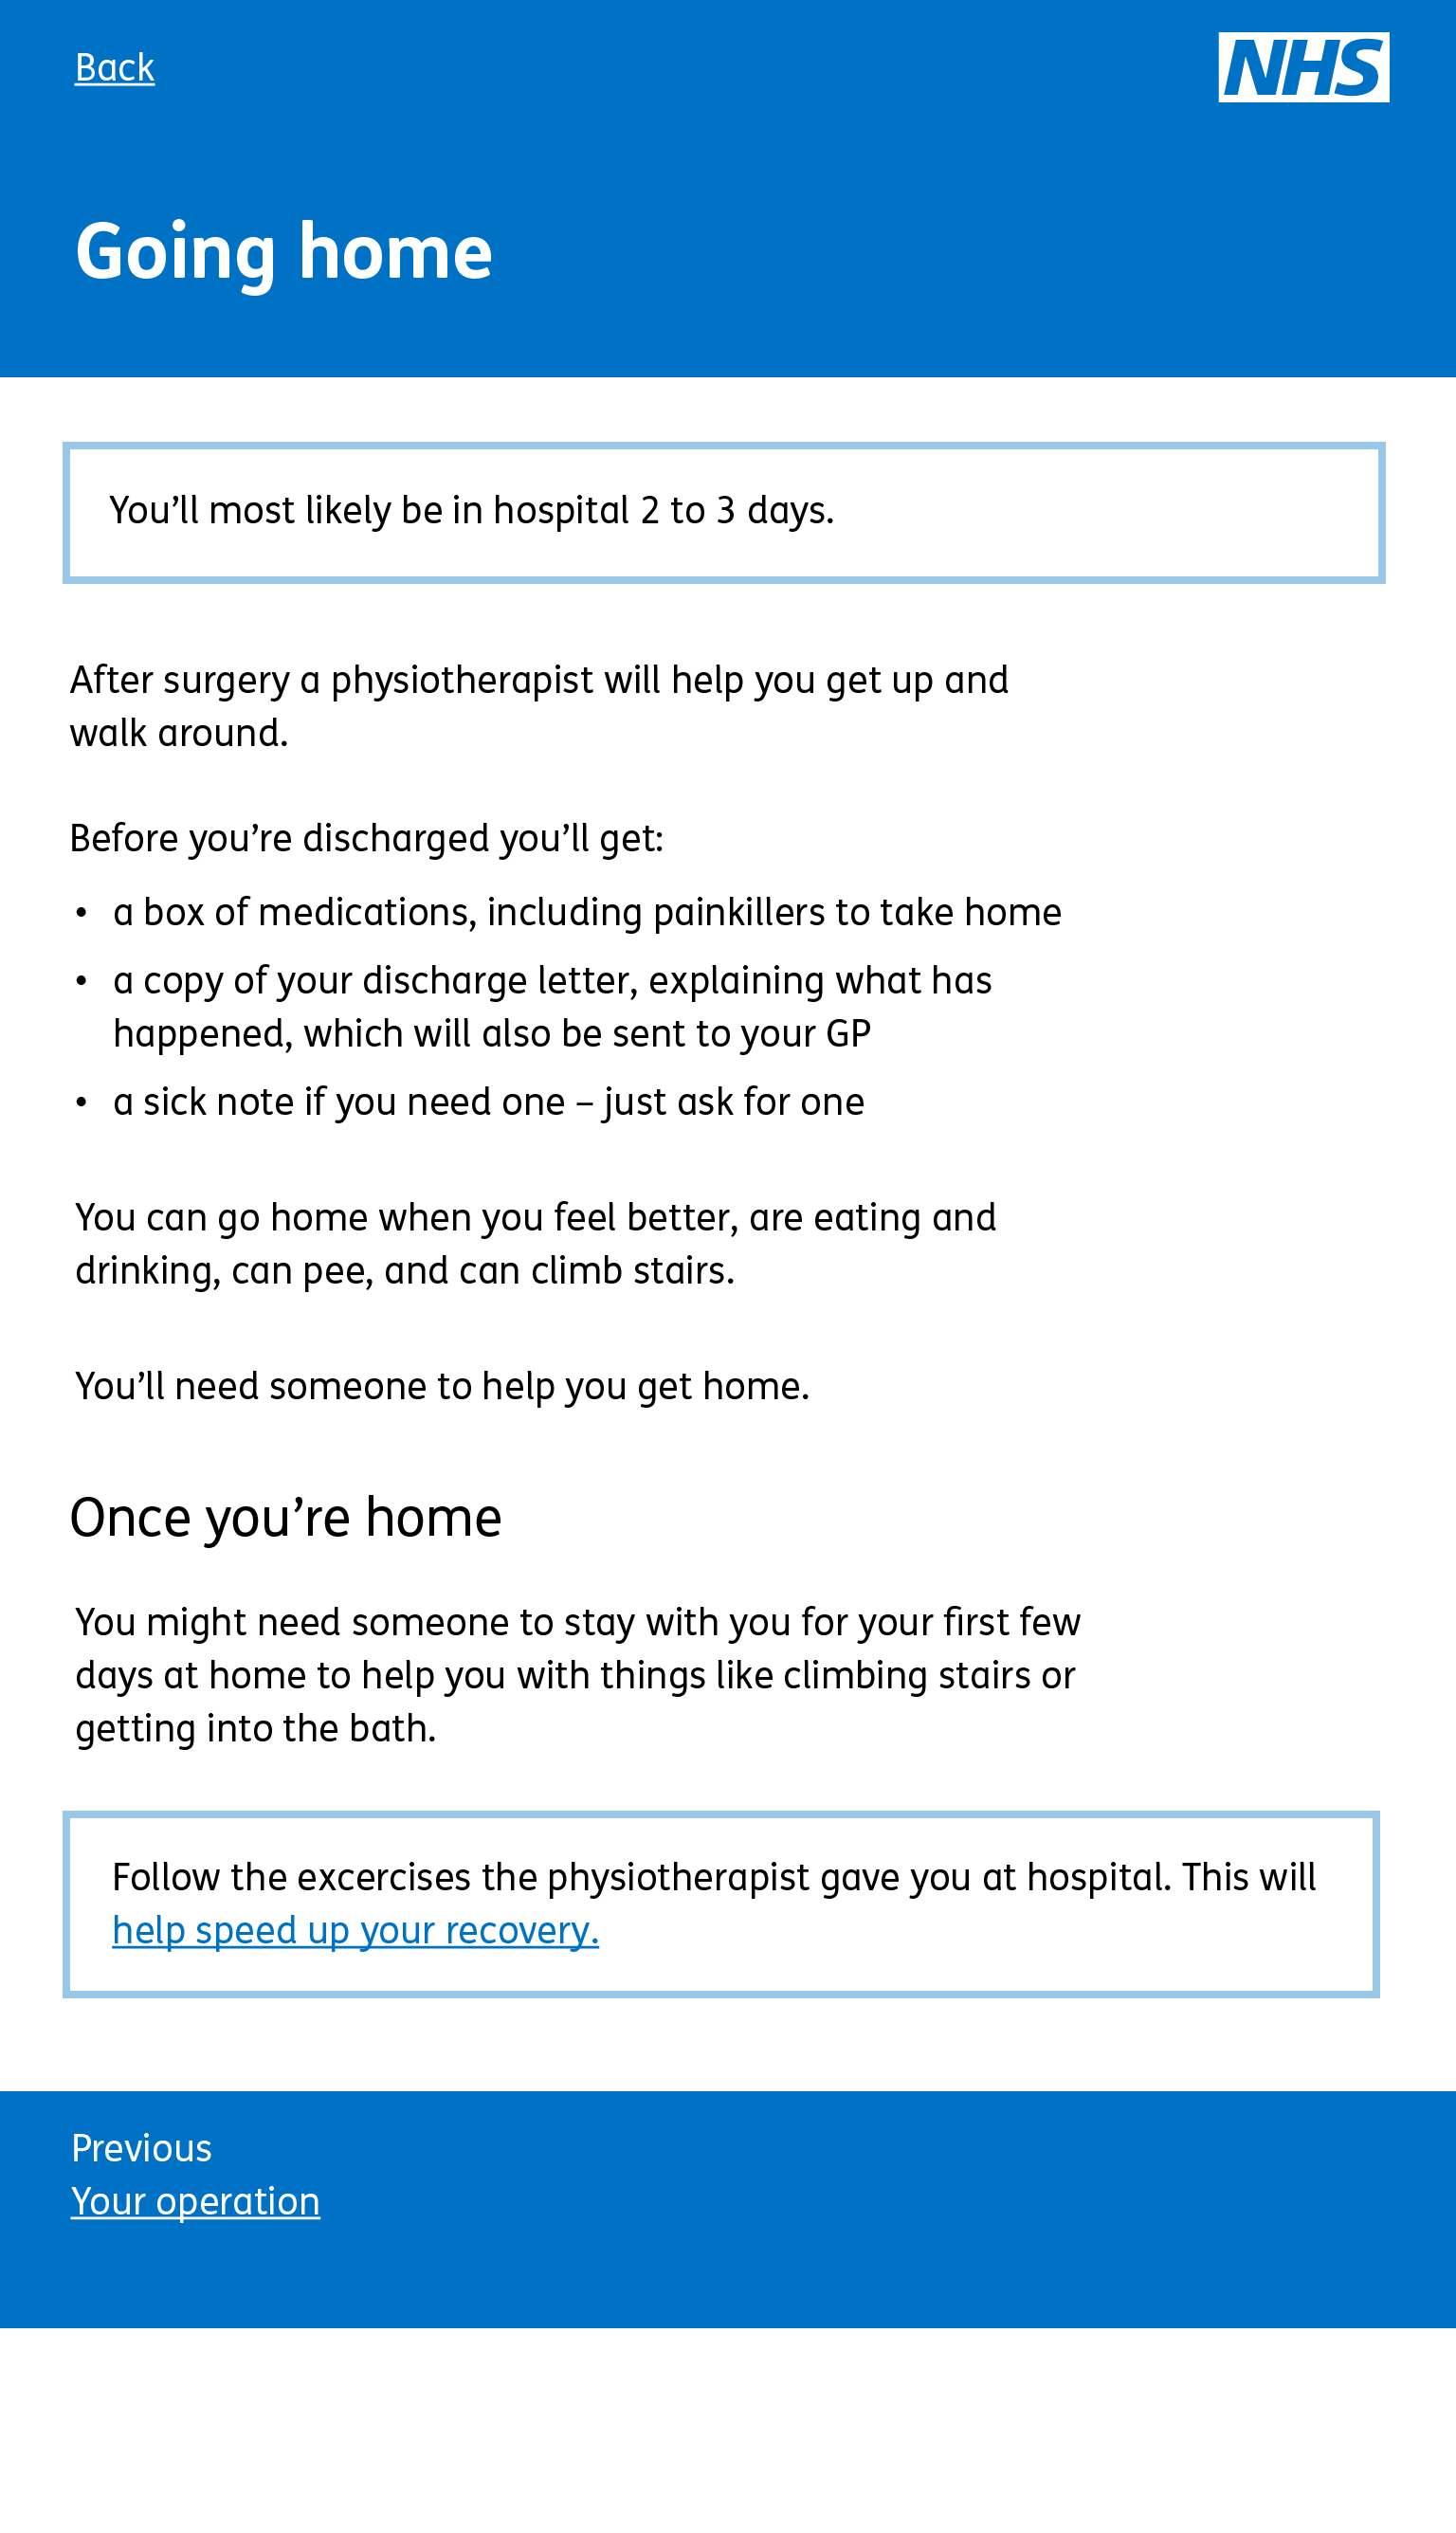 Back
NHS
Going home
You’ll most likely be in hospital 2 to 3 days.
After surgery a physiotherapist will help you get up and
walk around.
Before you’re discharged you’ll get:
• a box of medications, including painkillers to take home
• a copy of your discharge letter, explaining what has
happened, which will also be sent to your GP
• a sick note if you need one – just ask for one
You can go home when you feel better, are eating and
drinking, can pee, and can climb stairs.
You’ll need someone to help you get home.
Once you’re home
You might need someone to stay with you for your first few
days at home to help you with things like climbing stairs or
getting into the bath.
Follow the excercises the physiotherapist gave you at hospital. This will
help speed up your recovery.
Previous
Your operation